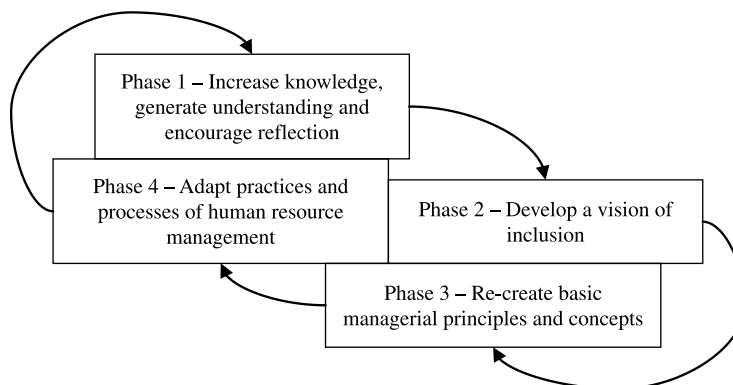 Phase 1 – Increase knowledge,
generate understanding and
encourage reflection
Phase 4 – Adapt practices and
processes of human resource
management
Phase 2 – Develop a vision of
inclusion
Phase 3 – Re-create basic
managerial principles and concepts